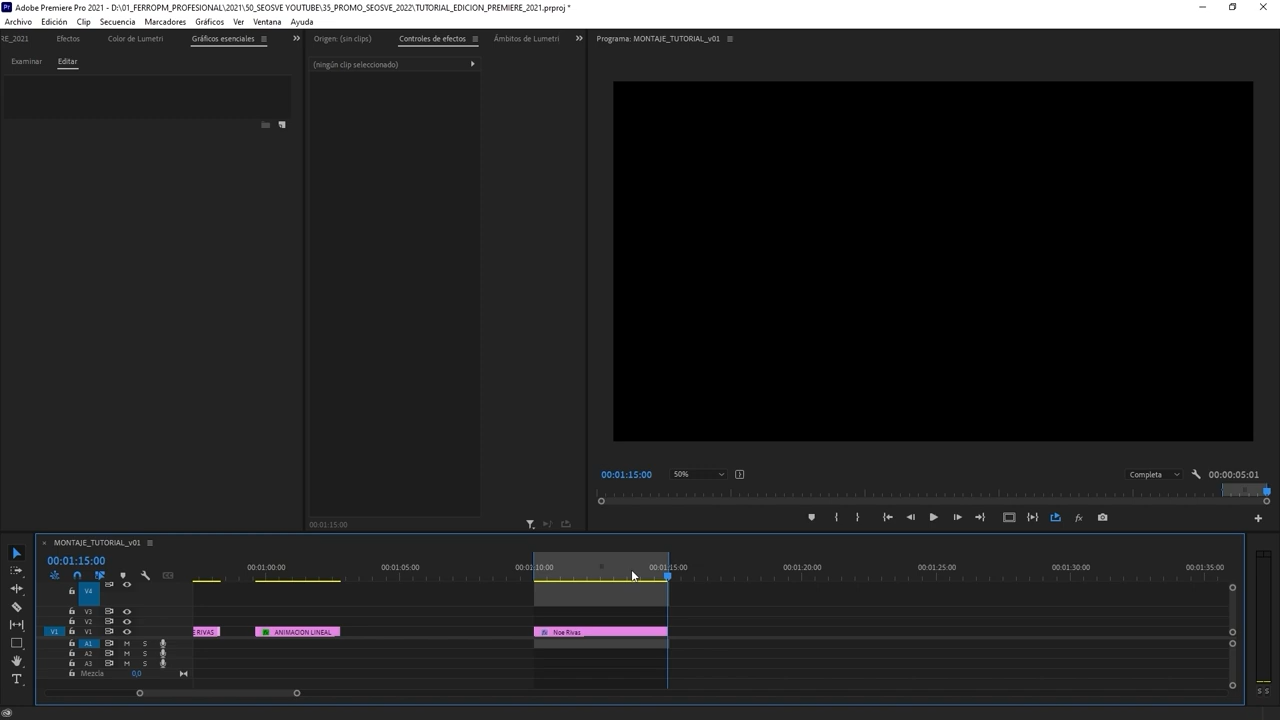 Adobe Premiere Pro 2021 - D:\01_FERROPM_PROFESIONAL\2021\50_SEOSVE YOUTUBE\35_PROMO_SEOSVE_2022\TUTORIAL_EDICION_PREMIERE_2021.prproj *
Archivo Edición Clip Secuencia Marcadores Gráficos Ver Ventana Ayuda
RE_2021 Efectos Color de Lumetri Gráficos esenciales
Origen: (sin clips) Controles de efectos Ámbitos de Lumetri
Programa: MONTAJE_TUTORIAL_v01
Examinar Editar
(ningún clip seleccionado)
00:01:15:00 50% Completa 00:00:05:01
00:01:15:00
MONTAJE_TUTORIAL_v01
00:01:15:00
00:01:00:00 00:01:05:00 00:01:10:00 00:01:15:00 00:01:20:00 00:01:25:00 00:01:30:00 00:01:35:00
V4
V3
V2
V1 V1 E RIVAS ANIMACION LINEAL Noe Rivas
A1 M S
A2 M S
A3 M S
Mezcla 0,0
S S